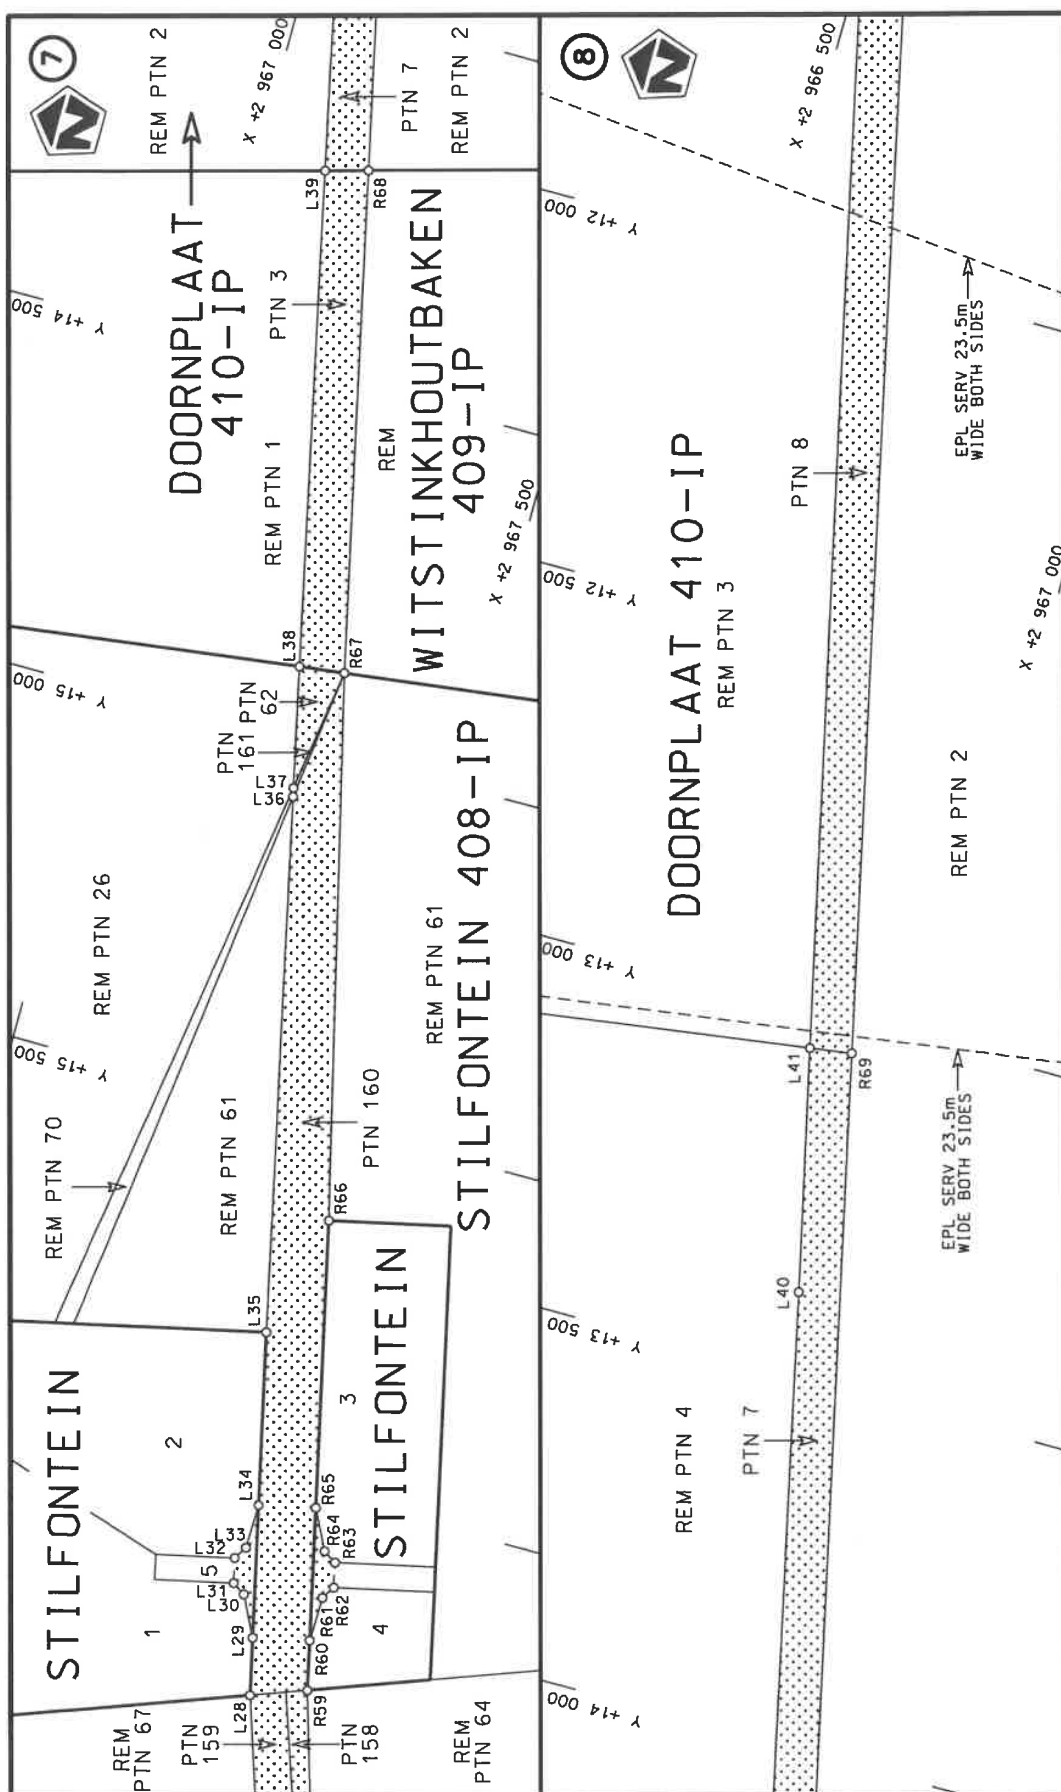 7
N
REM PTN 2
X +2 967 000
DOORNPLAAT
410-IP
PTN 7
REM PTN 2
L39
R68
Y +14 500
PTN 3
REM PTN 1
REM
WITSTINKHOUTBAKEN
409-IP
X +2 967 500
L38
R67
Y +15 000
PTN
62
PTN
161
L37
L36
REM PTN 26
REM PTN 61
STILFONTEIN 408-IP
Y +15 500
REM PTN 70
REM PTN 61
PTN 160
R66
L35
STILFONTEIN
2
3
STILFONTEIN
L34
L33
L32
5
L31
L30
L29
1
R65
R64
R63
R62
R61
R60
4
L28
R59
REM
PTN 67
PTN
159
PTN
158
REM
PTN 64
8
N
X +2 966 500
Y +12 000
EPL SERV 23.5m
WIDE BOTH SIDES
PTN 8
DOORNPLAAT 410-IP
REM PTN 3
Y +12 500
X +2 967 000
REM PTN 2
Y +13 000
L41
R69
EPL SERV 23.5m
WIDE BOTH SIDES
L40
Y +13 500
REM PTN 4
PTN 7
Y +14 000